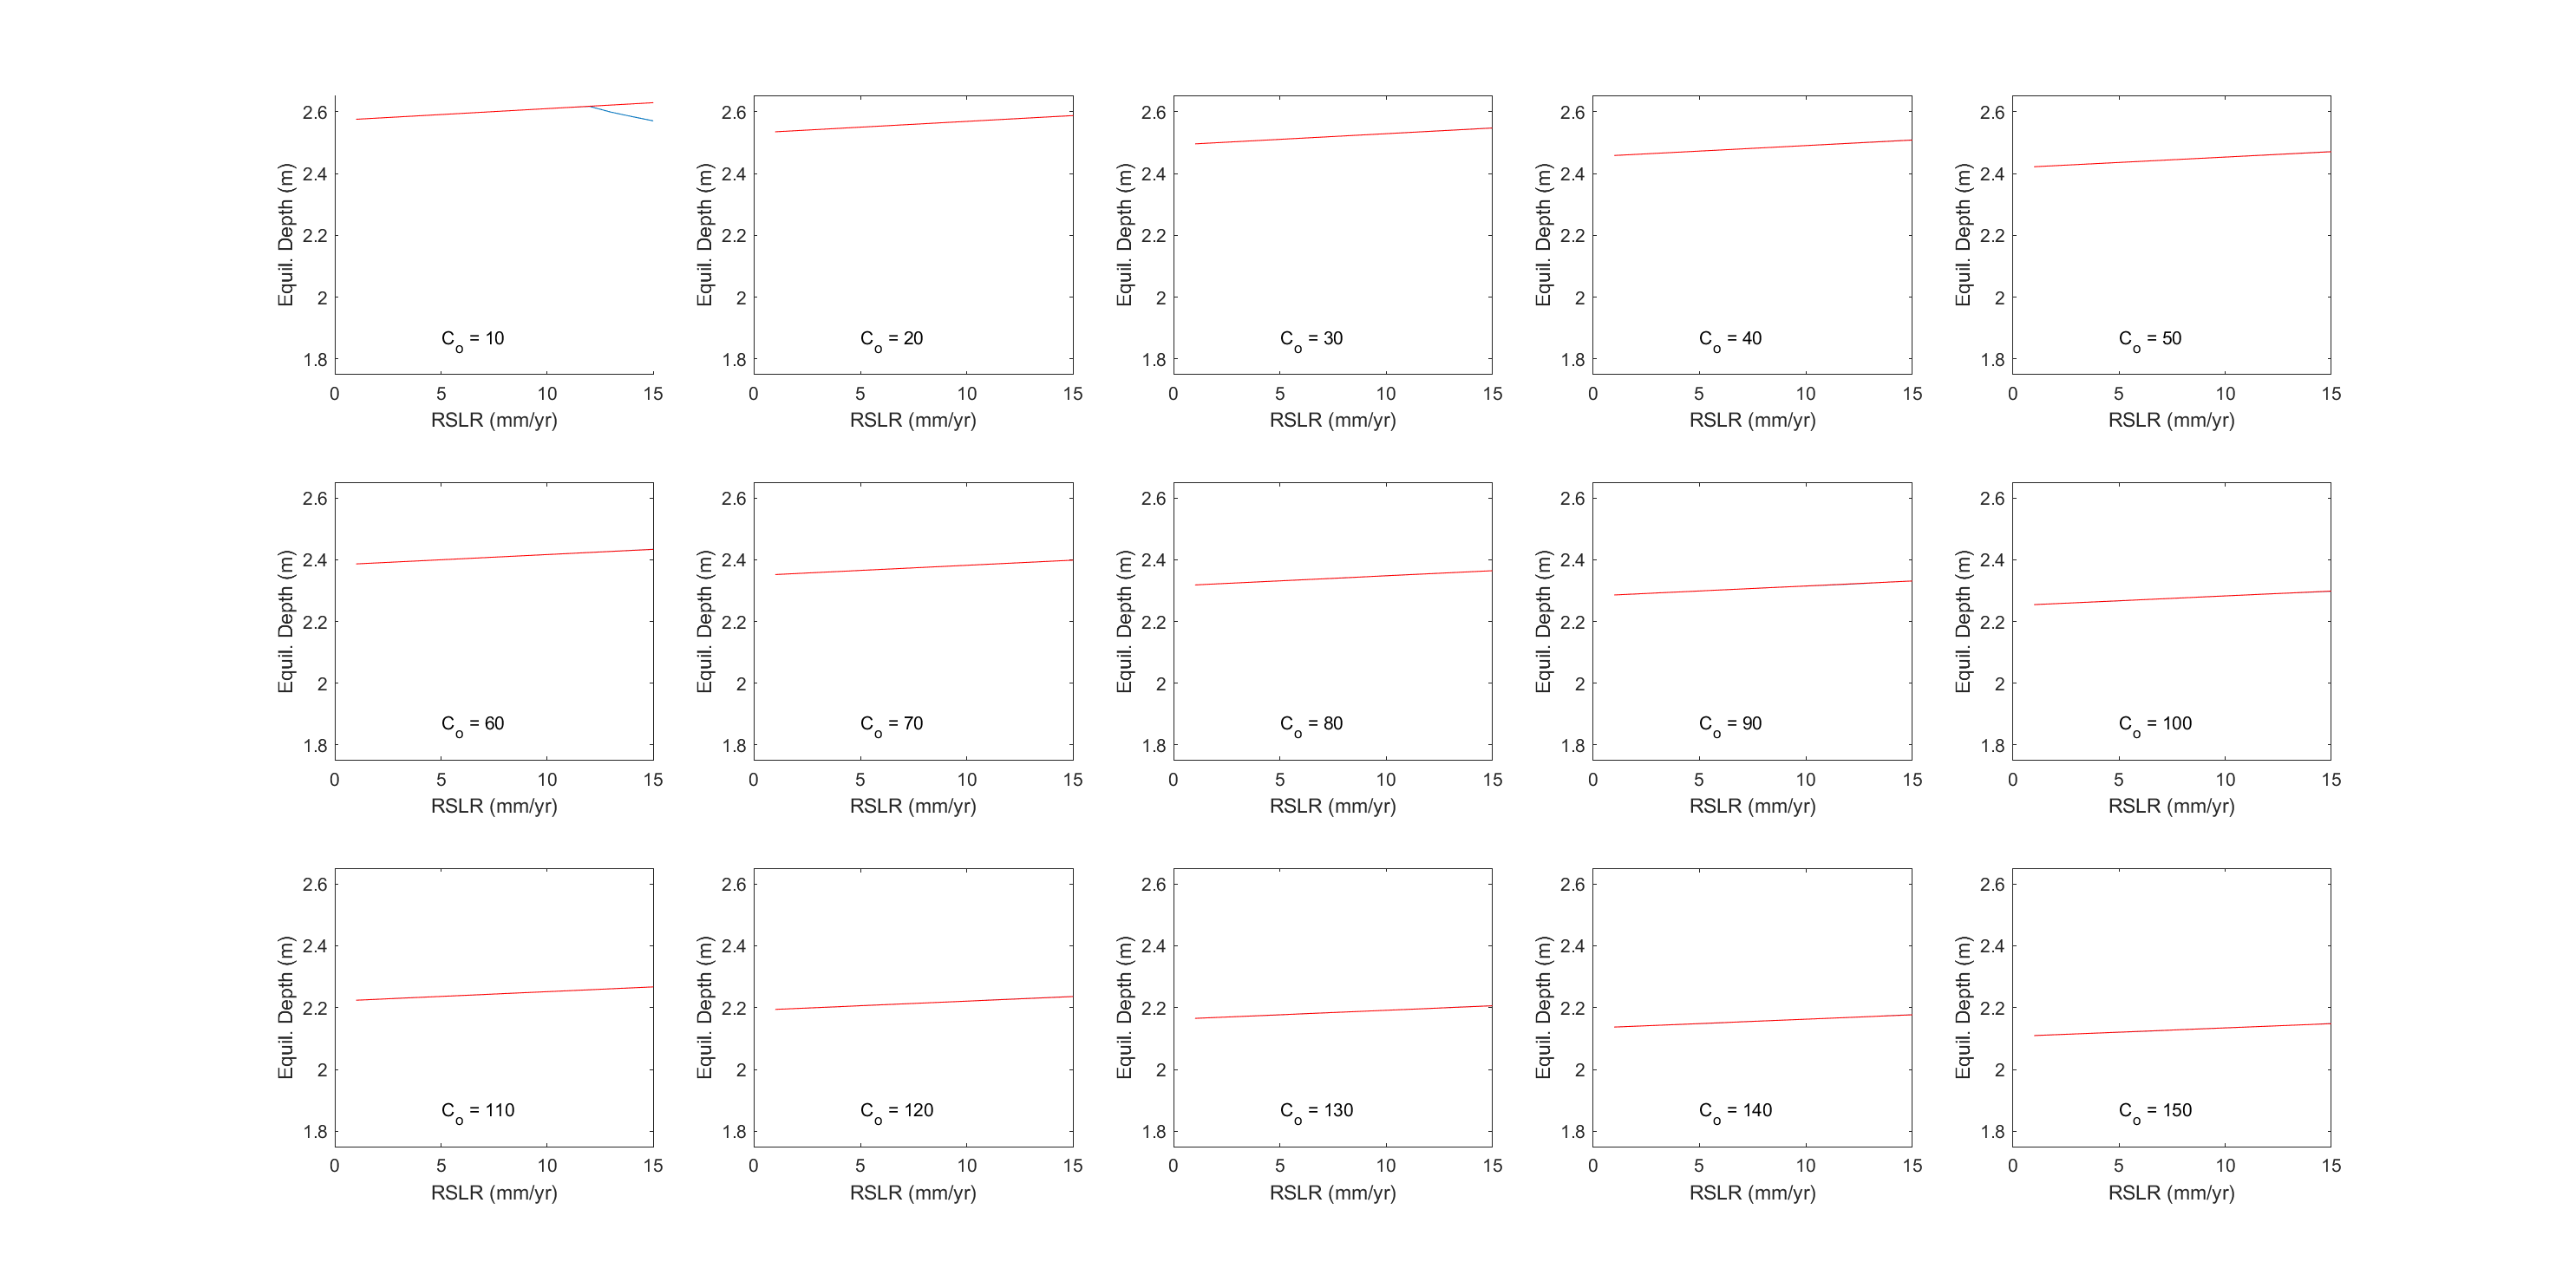 Equil. Depth (m)
2.6
2.4
2.2
2
1.8
C_o = 10
0 5 10 15
RSLR (mm/yr)
Equil. Depth (m)
2.6
2.4
2.2
2
1.8
C_o = 20
0 5 10 15
RSLR (mm/yr)
Equil. Depth (m)
2.6
2.4
2.2
2
1.8
C_o = 30
0 5 10 15
RSLR (mm/yr)
Equil. Depth (m)
2.6
2.4
2.2
2
1.8
C_o = 40
0 5 10 15
RSLR (mm/yr)
Equil. Depth (m)
2.6
2.4
2.2
2
1.8
C_o = 50
0 5 10 15
RSLR (mm/yr)
Equil. Depth (m)
2.6
2.4
2.2
2
1.8
C_o = 60
0 5 10 15
RSLR (mm/yr)
Equil. Depth (m)
2.6
2.4
2.2
2
1.8
C_o = 70
0 5 10 15
RSLR (mm/yr)
Equil. Depth (m)
2.6
2.4
2.2
2
1.8
C_o = 80
0 5 10 15
RSLR (mm/yr)
Equil. Depth (m)
2.6
2.4
2.2
2
1.8
C_o = 90
0 5 10 15
RSLR (mm/yr)
Equil. Depth (m)
2.6
2.4
2.2
2
1.8
C_o = 100
0 5 10 15
RSLR (mm/yr)
Equil. Depth (m)
2.6
2.4
2.2
2
1.8
C_o = 110
0 5 10 15
RSLR (mm/yr)
Equil. Depth (m)
2.6
2.4
2.2
2
1.8
C_o = 120
0 5 10 15
RSLR (mm/yr)
Equil. Depth (m)
2.6
2.4
2.2
2
1.8
C_o = 130
0 5 10 15
RSLR (mm/yr)
Equil. Depth (m)
2.6
2.4
2.2
2
1.8
C_o = 140
0 5 10 15
RSLR (mm/yr)
Equil. Depth (m)
2.6
2.4
2.2
2
1.8
C_o = 150
0 5 10 15
RSLR (mm/yr)